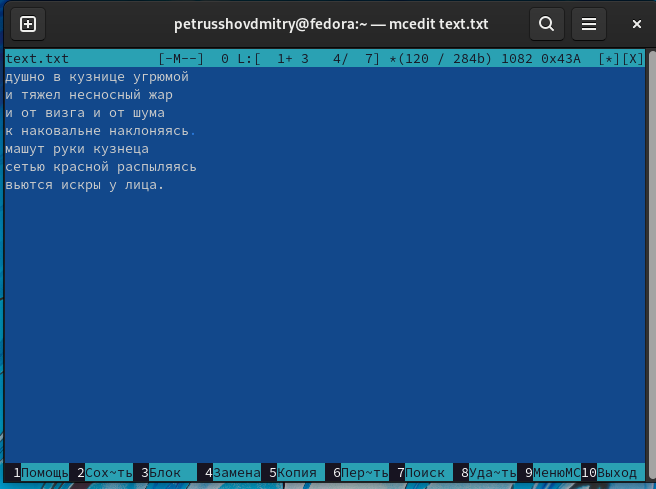 petrusshovdmitry@fedora:~ — mcedit text.txt
text.txt [-M--] 0 L:[ 1+ 3 4/ 7] *(120 / 284b) 1082 0x43A [*][X]
душно в кузнице угрюмой
и тяжел несносный жар
и от визга и от шума
к наковальне наклоняясь.
машут руки кузнеца
сетью красной распыляясь
вьются искры у лица.
1Помощь 2Сох~ть 3Блок 4Замена 5Копия 6Пер~ть 7Поиск 8Уда~ть 9МенюМС 10Выход